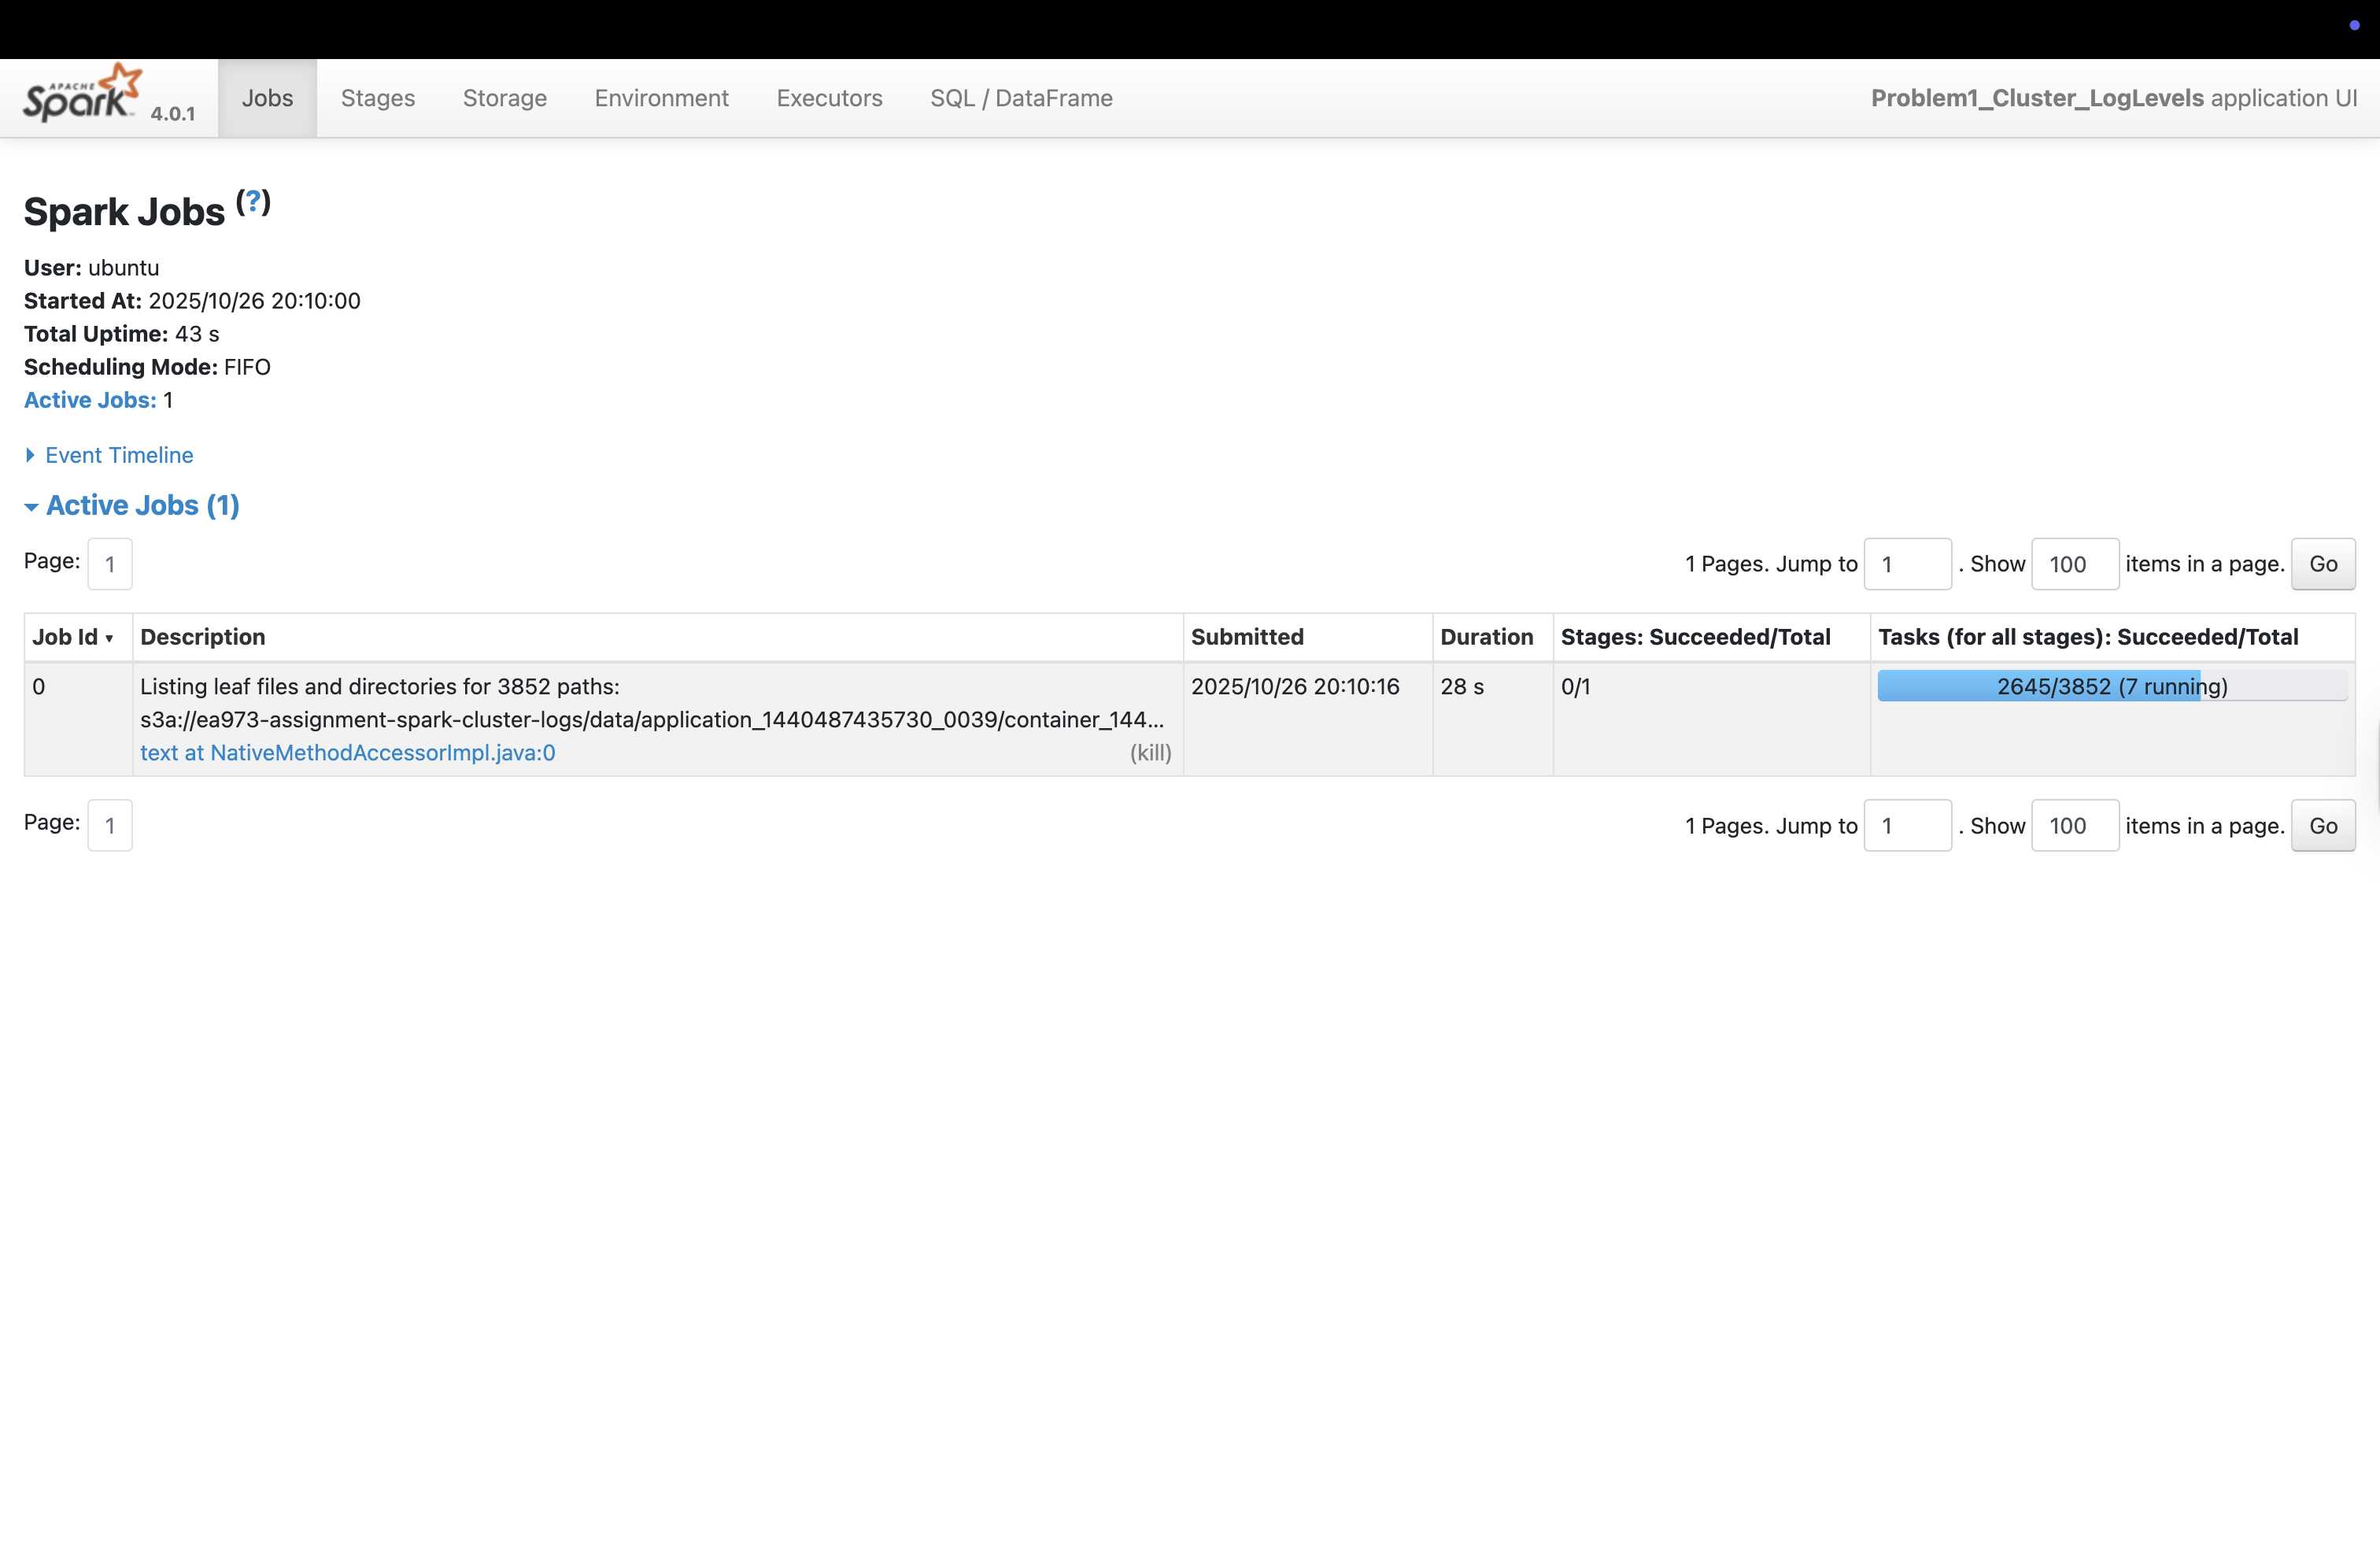 APACHE
Spark 4.0.1 Jobs Stages Storage Environment Executors SQL / DataFrame Problem1_Cluster_LogLevels application UI
Spark Jobs (?)
User: ubuntu
Started At: 2025/10/26 20:10:00
Total Uptime: 43 s
Scheduling Mode: FIFO
Active Jobs: 1
Event Timeline
Active Jobs (1)
Page: 1 1 Pages. Jump to 1 . Show 100 items in a page. Go
Job Id Description Submitted Duration Stages: Succeeded/Total Tasks (for all stages): Succeeded/Total
0 Listing leaf files and directories for 3852 paths: 2025/10/26 20:10:16 28 s 0/1 2645/3852 (7 running)
s3a://ea973-assignment-spark-cluster-logs/data/application_1440487435730_0039/container_144...
text at NativeMethodAccessorImpl.java:0 (kill)
Page: 1 1 Pages. Jump to 1 . Show 100 items in a page. Go